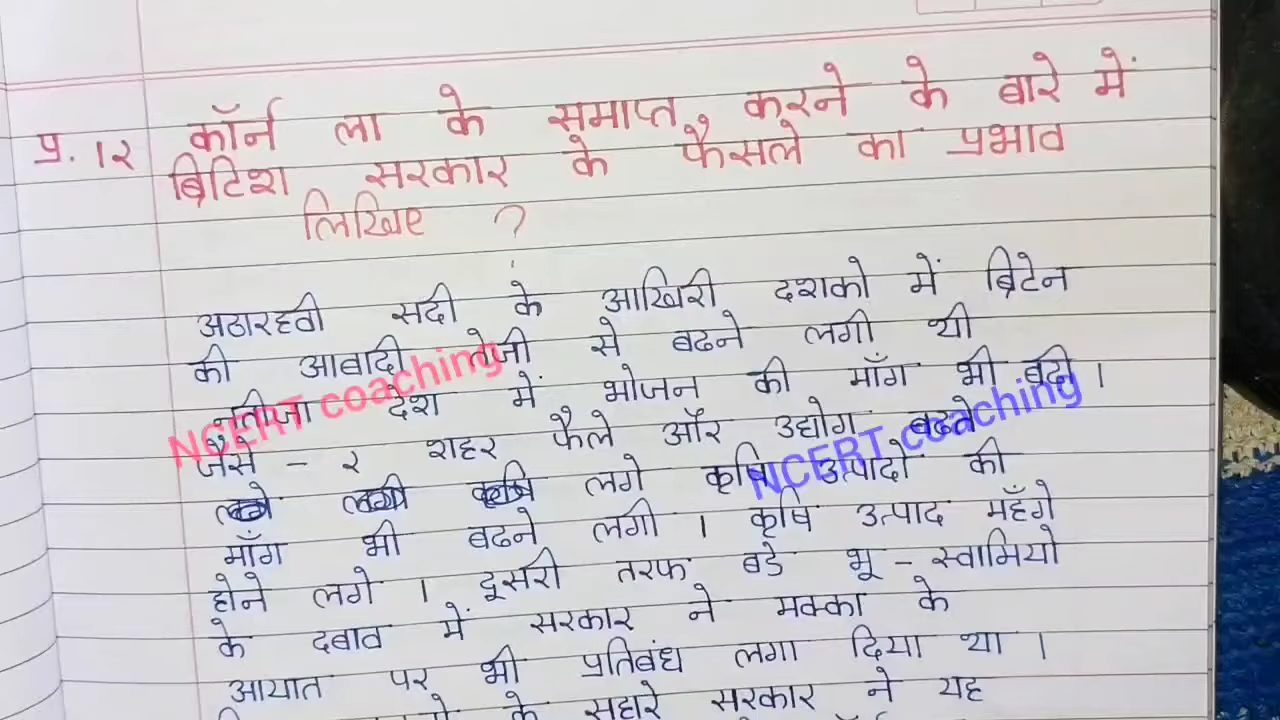 प्र. 12 कॉर्न ला के समाप्त करने के बारे में
ब्रिटिश सरकार के फैसले का प्रभाव
लिखिए ?
अठारहवी सदी के आखिरी दशको में ब्रिटेन
की आबादी तेजी से बढने लगी थी
नतीजा देश में भोजन की माँग भी बढी ।
जैसे - २ शहर फैले और उद्योग बढते
लगे कृषि उत्पादो की
माँग भी बढने लगी । कृषि उत्पाद महँगे
होने लगे । दूसरी तरफ बडे भू - स्वामियो
के दबाव में सरकार ने मक्का के
आयात पर भी प्रतिबंध लगा दिया था ।
के सहारे सरकार ने यह
NCERT coaching
NCERT coaching